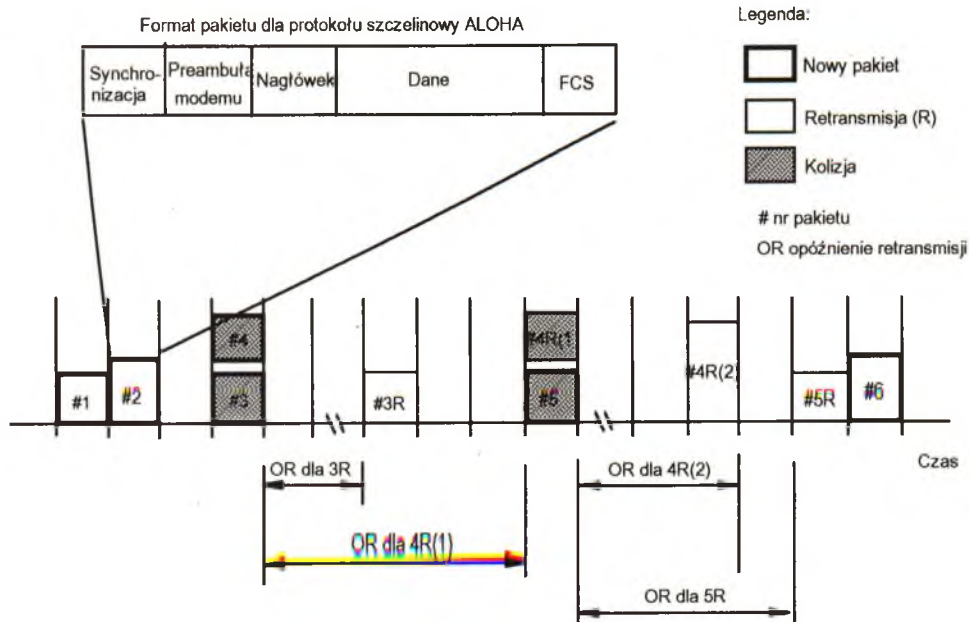 Format pakietu dla protokołu szczelinowy ALOHA
Synchro-
nizacja
Preambuła
modemu
Nagłówek
Dane
FCS
Legenda:
Nowy pakiet
Retransmisja (R)
Kolizja
# nr pakietu
OR opóźnienie retransmisji
#1
#2
#4
#3
#3R
#4R(1
#5
#4R(2)
#5R
#6
Czas
OR dla 3R
OR dla 4R(1)
OR dla 4R(2)
OR dla 5R